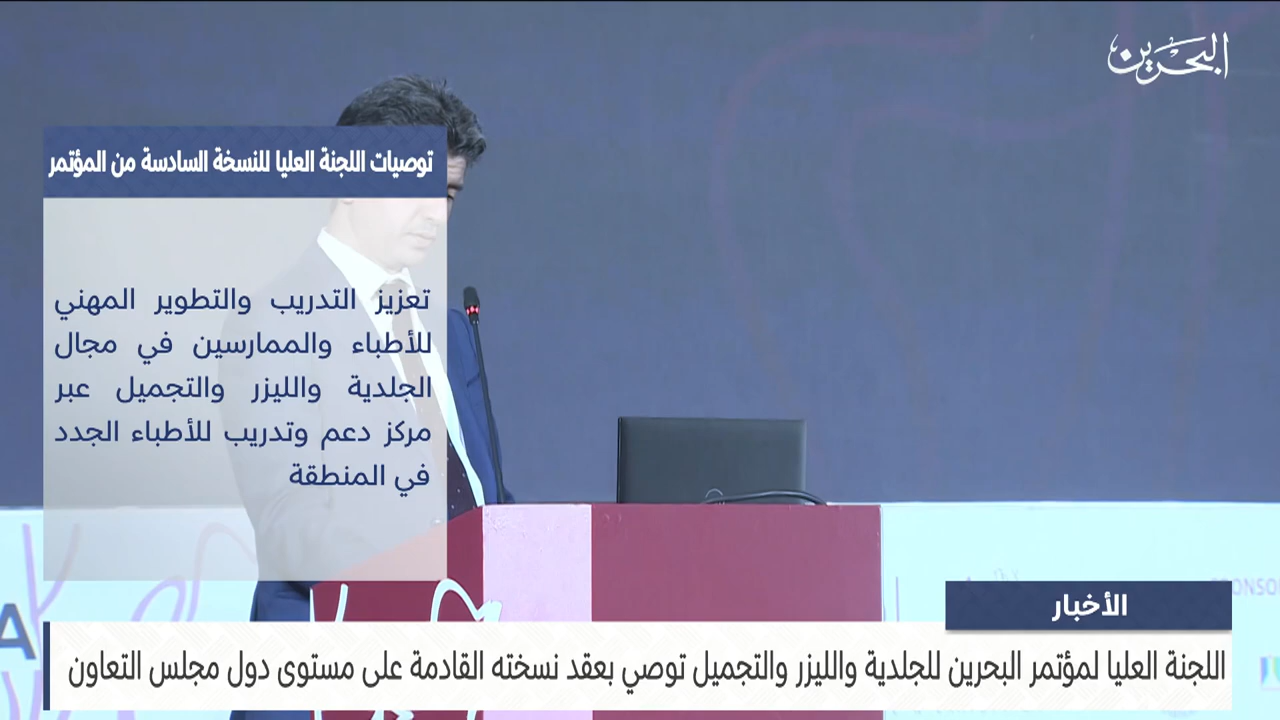 البحرين
توصيات اللجنة العليا للنسخة السادسة من المؤتمر
تعزيز التدريب والتطوير المهني
للأطباء والممارسين في مجال
الجلدية والليزر والتجميل عبر
مركز دعم وتدريب للأطباء الجدد
في المنطقة
الأخبار
اللجنة العليا لمؤتمر البحرين للجلدية والليزر والتجميل توصي بعقد نسخته القادمة على مستوى دول مجلس التعاون